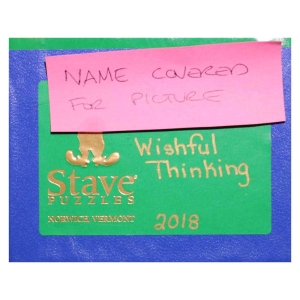 NAME COVERED
FOR PICTURE
Wishful
Thinking
Stave
PUZZLES
NORWICH VERMONT
2018